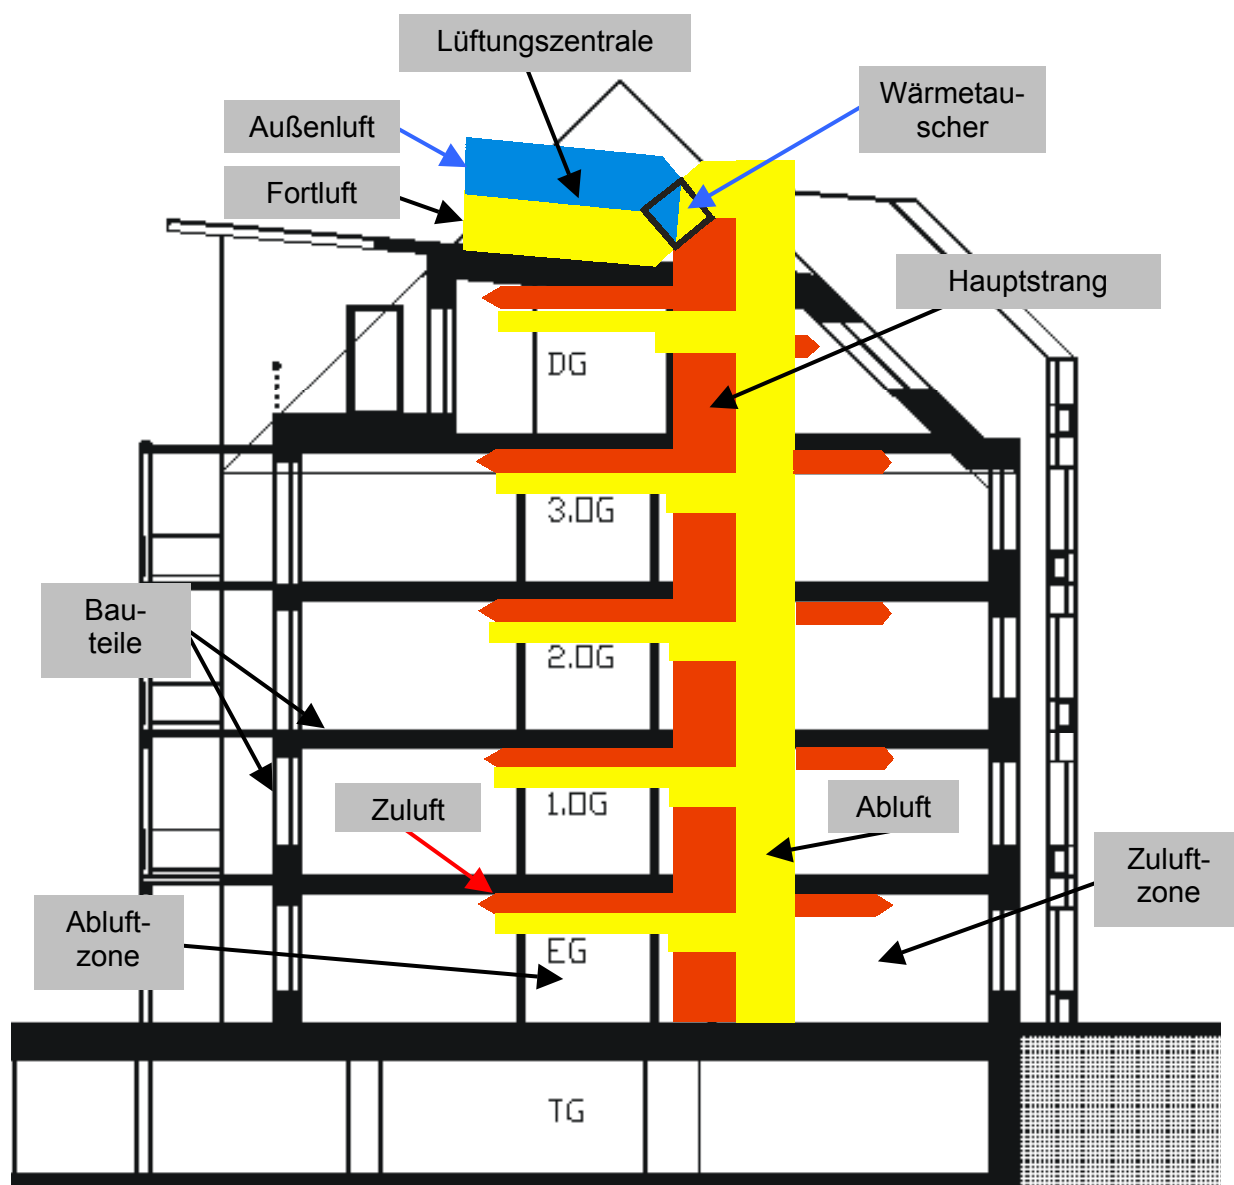 Lüftungszentrale
Wärmetau-
scher
Außenluft
Fortluft
Hauptstrang
DG
3.OG
Bau-
teile
2.OG
Zuluft
1.OG
Abluft
Zuluft-
zone
Abluft-
zone
EG
TG